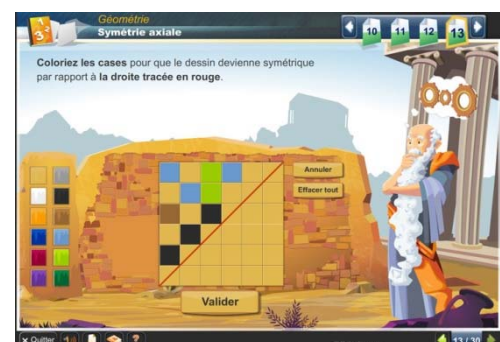 Géométrie
Symétrie axiale
10 11 12 13
Coloriez les cases pour que le dessin devienne symétrique
par rapport à la droite tracée en rouge.
Annuler
Effacer tout
Valider
x Quitter
?
13 / 30